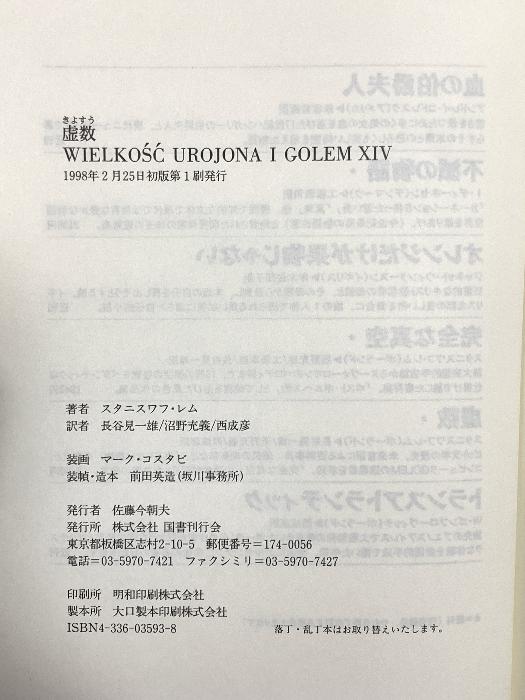 きょすう
虚数
WIELKOŚĆ UROJONA I GOLEM XIV
1998年2月25日初版第1刷発行
著者 スタニスワフ・レム
訳者 長谷見一雄/沼野充義/西成彦
装画 マーク・コスタビ
装幀・造本 前田英造(坂川事務所)
発行者 佐藤今朝夫
発行所 株式会社 国書刊行会
東京都板橋区志村2-10-5 郵便番号=174-0056
電話=03-5970-7421 ファクシミリ=03-5970-7427
印刷所 明和印刷株式会社
製本所 大口製本印刷株式会社
ISBN4-336-03593-8 落丁・乱丁本はお取り替えいたします。